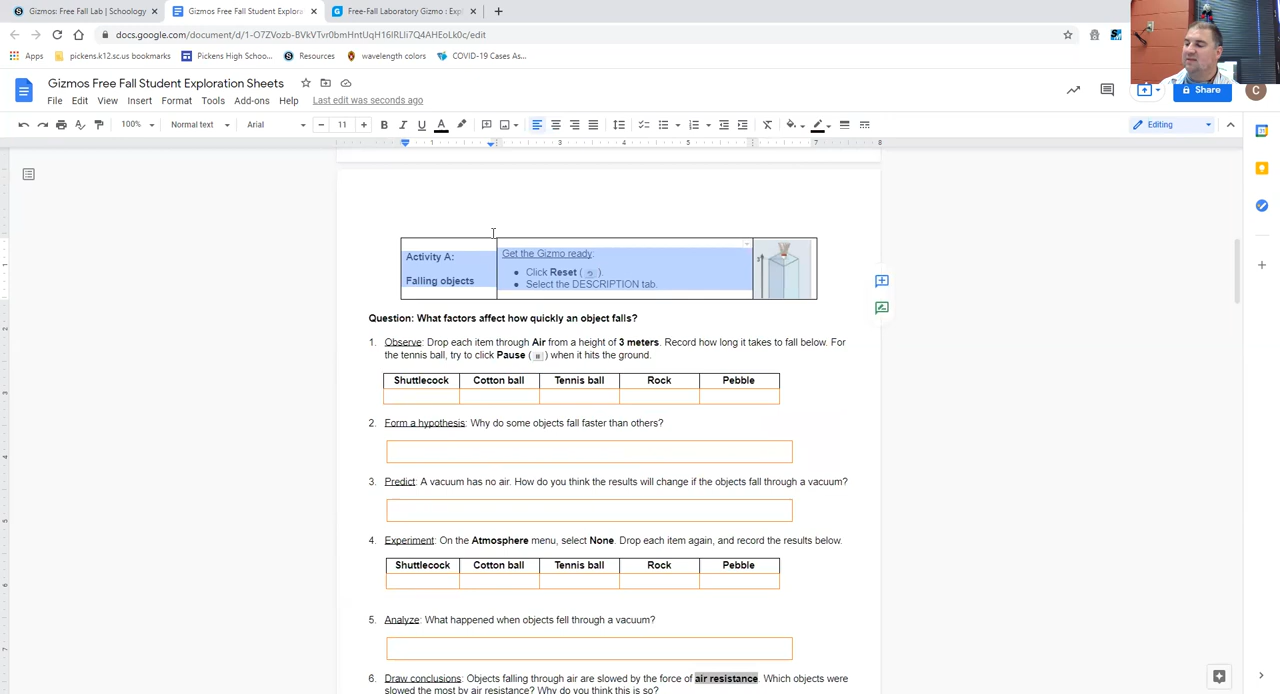 Gizmos: Free Fall Lab | Schoology
Gizmos Free Fall Student Explora
Free-Fall Laboratory Gizmo : Exp
docs.google.com/document/d/1-O7ZVozb-BVkVTvr0bmHntUqH16IRLIi7Q4AHEoLk0c/edit
Apps
pickens.k12.sc.us bookmarks
Pickens High Schoo...
Resources
wavelength colors
COVID-19 Cases As...
Gizmos Free Fall Student Exploration Sheets
File Edit View Insert Format Tools Add-ons Help Last edit was seconds ago
Share
C
100% Normal text Arial 11 B I U A Editing
1 3 4 5 7 8
Activity A:
Falling objects
Get the Gizmo ready:
• Click Reset ( ).
• Select the DESCRIPTION tab.
Question: What factors affect how quickly an object falls?
1. Observe: Drop each item through Air from a height of 3 meters. Record how long it takes to fall below. For
the tennis ball, try to click Pause ( ) when it hits the ground.
Shuttlecock Cotton ball Tennis ball Rock Pebble
2. Form a hypothesis: Why do some objects fall faster than others?
3. Predict: A vacuum has no air. How do you think the results will change if the objects fall through a vacuum?
4. Experiment: On the Atmosphere menu, select None. Drop each item again, and record the results below.
Shuttlecock Cotton ball Tennis ball Rock Pebble
5. Analyze: What happened when objects fell through a vacuum?
6. Draw conclusions: Objects falling through air are slowed by the force of air resistance. Which objects were
slowed the most by air resistance? Why do you think this is so?